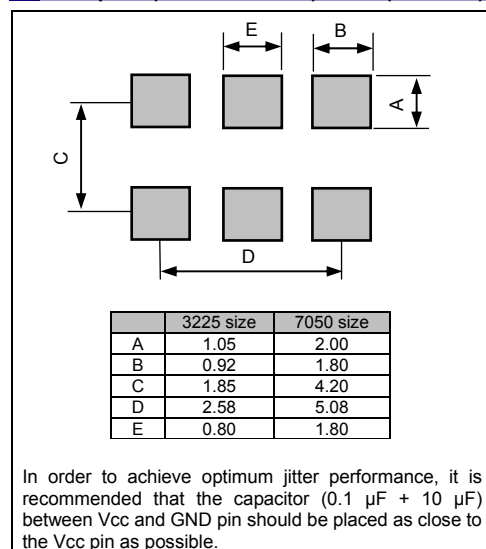 E
B
A
C
D
3225 size 7050 size
A 1.05 2.00
B 0.92 1.80
C 1.85 4.20
D 2.58 5.08
E 0.80 1.80
In order to achieve optimum jitter performance, it is
recommended that the capacitor (0.1 µF + 10 µF)
between Vcc and GND pin should be placed as close to
the Vcc pin as possible.